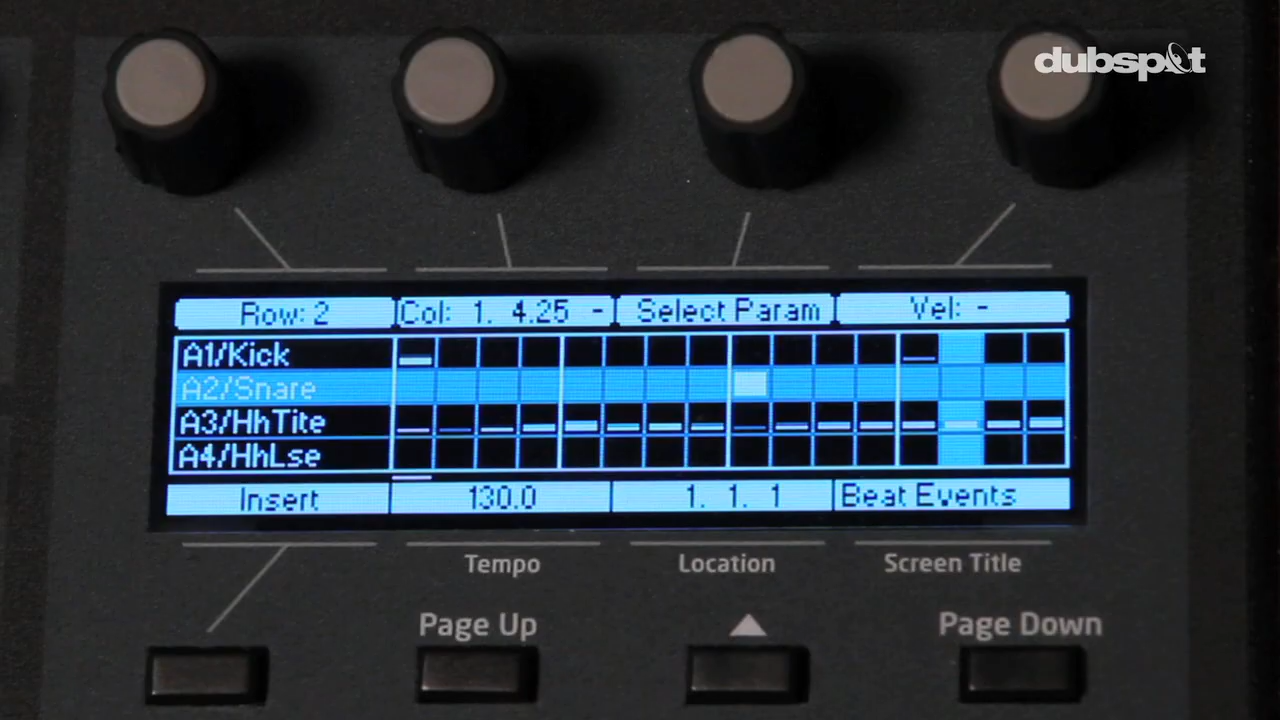 dubspot
Row: 2 Col: 1. 4.25 - Select Param Vel: -
A1/Kick
A2/Snare
A3/HhTite
A4/HhLse
Insert 130.0 1. 1. 1 Beat Events
Tempo Location Screen Title
Page Up Page Down